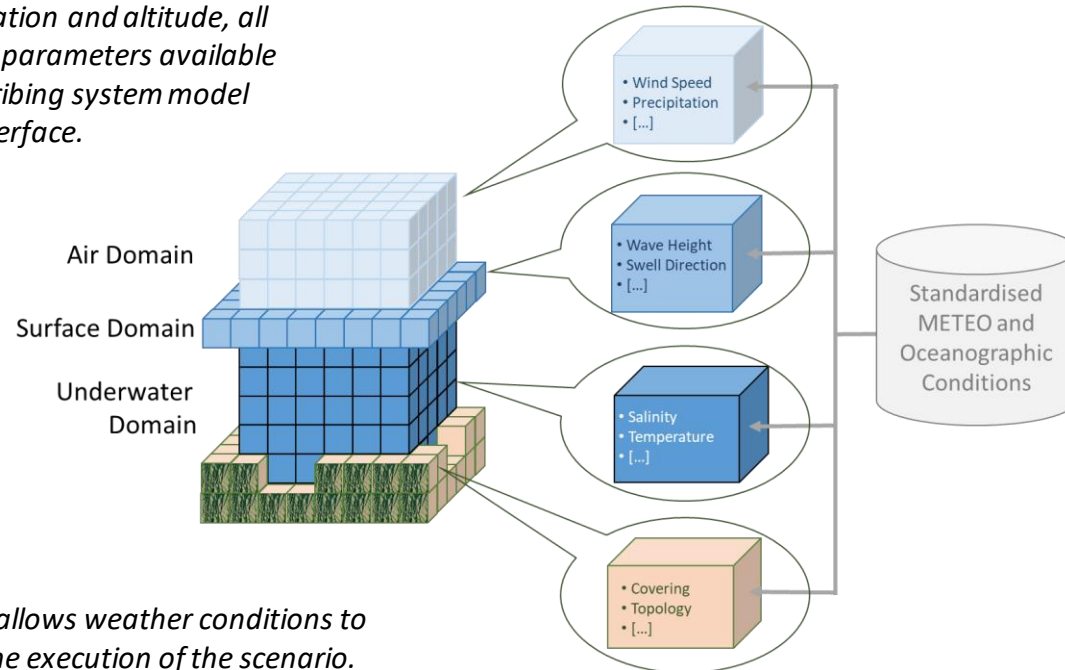 ation and altitude, all
parameters available
ribing system model
erface.
• Wind Speed
• Precipitation
• [...]
Air Domain
• Wave Height
• Swell Direction
• [...]
Surface Domain
Standardised
METEO and
Oceanographic
Conditions
Underwater
Domain
• Salinity
• Temperature
• [...]
• Covering
• Topology
• [...]
allows weather conditions to
he execution of the scenario.